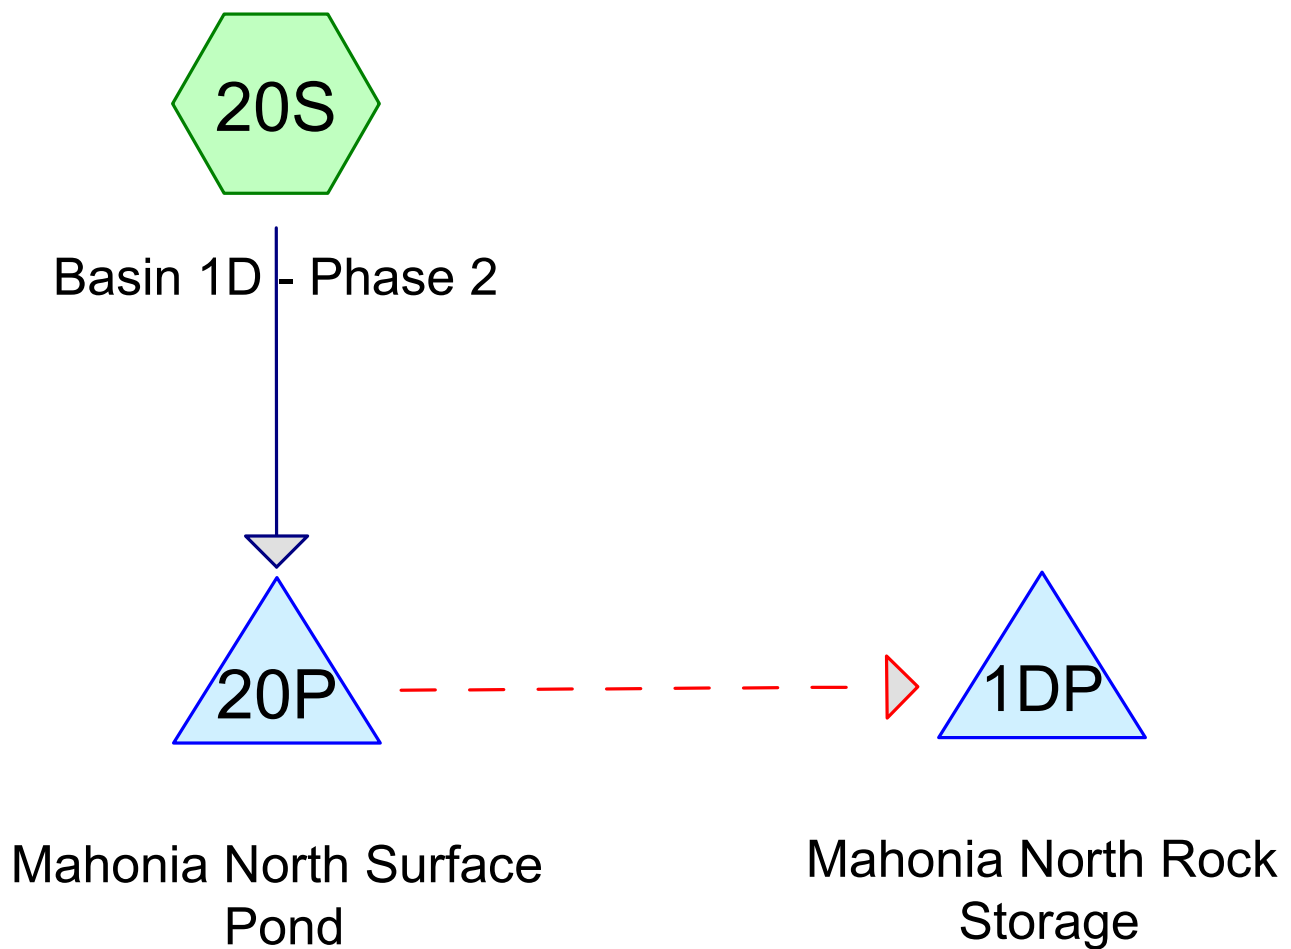 20S
Basin 1D - Phase 2
20P
1DP
Mahonia North Surface
Pond
Mahonia North Rock
Storage